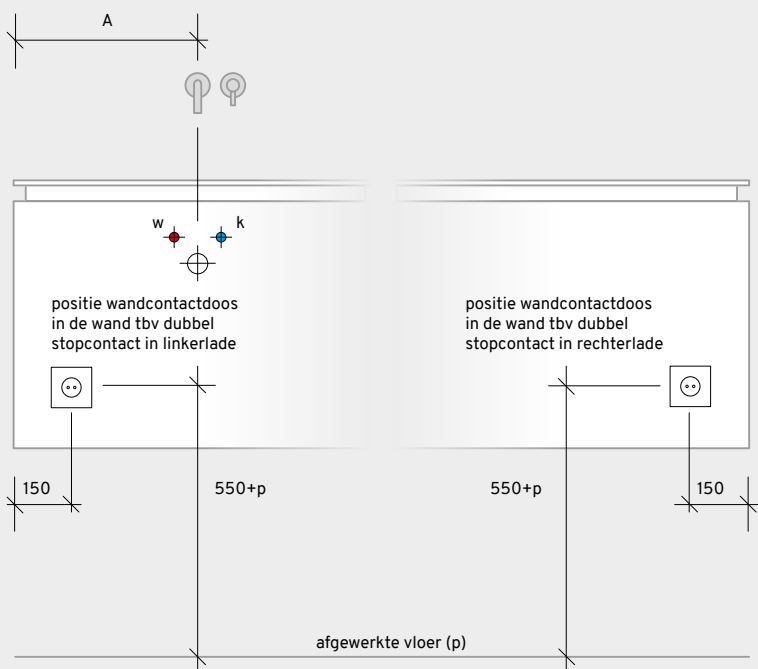 A
w
k
positie wandcontactdoos
in de wand tbv dubbel
stopcontact in linkerlade
positie wandcontactdoos
in de wand tbv dubbel
stopcontact in rechterlade
150
550+p
550+p
150
afgewerkte vloer (p)